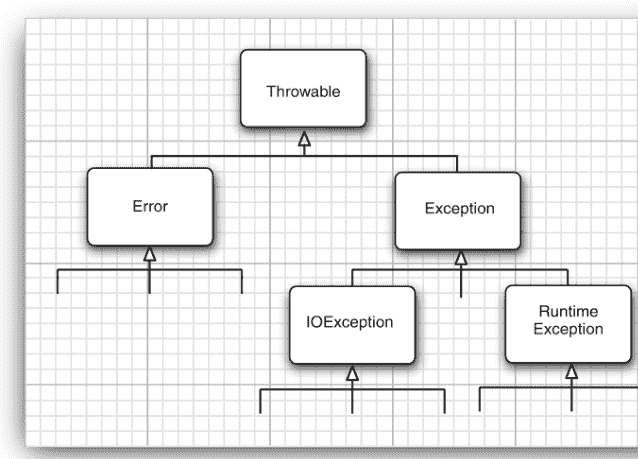 Throwable
Error
Exception
IOException
Runtime
Exception